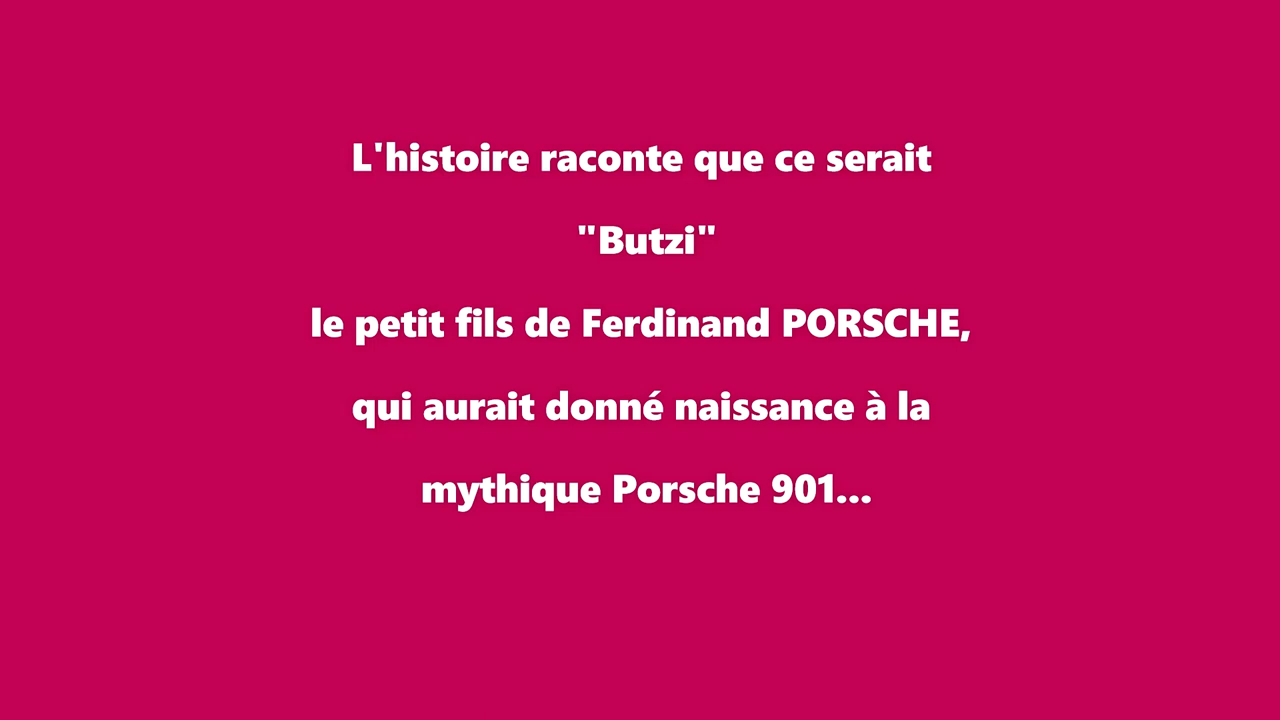 L'histoire raconte que ce serait
"Butzi"
le petit fils de Ferdinand PORSCHE,
qui aurait donné naissance à la
mythique Porsche 901...